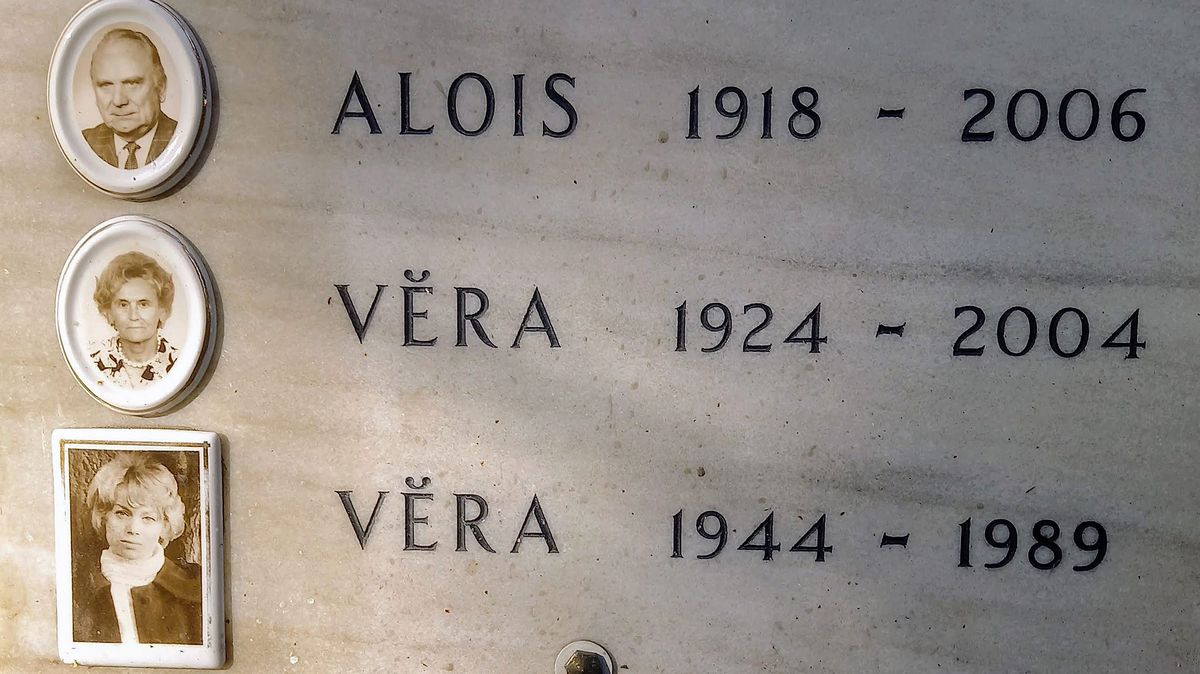 ALOIS 1918 - 2006
VĚRA 1924 - 2004
VĚRA 1944 - 1989